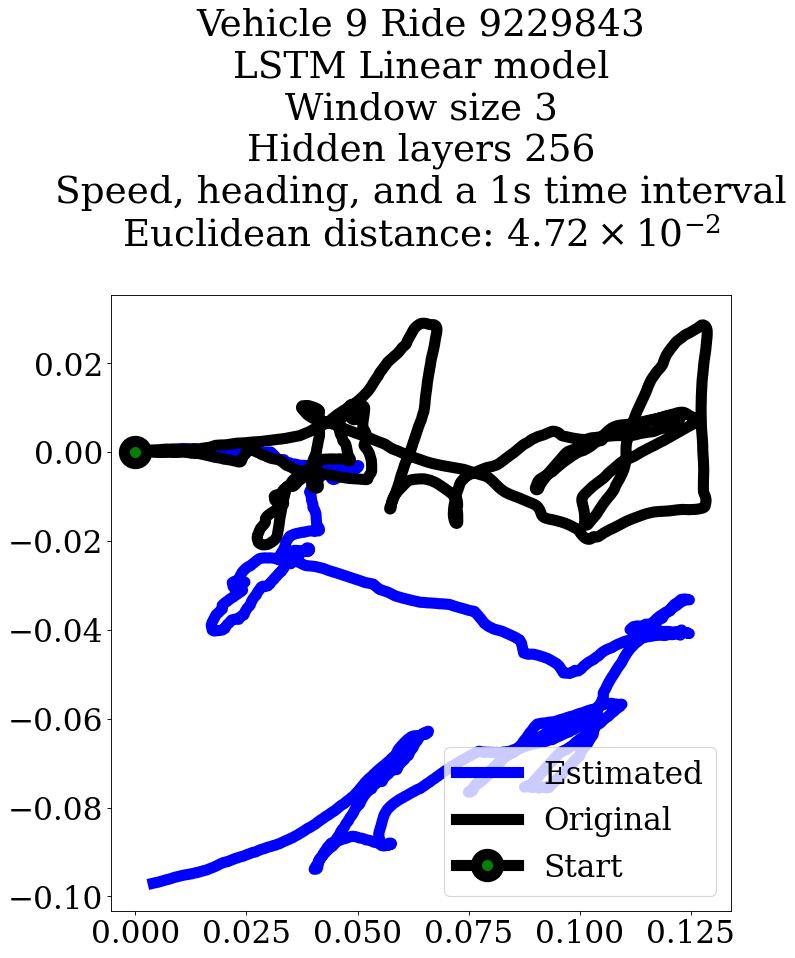 Vehicle 9 Ride 9229843
LSTM Linear model
Window size 3
Hidden layers 256
Speed, heading, and a 1s time interval
Euclidean distance: 4.72 × 10⁻²
0.02
0.00
−0.02
−0.04
−0.06
−0.08
−0.10
Estimated
Original
Start
0.000 0.025 0.050 0.075 0.100 0.125